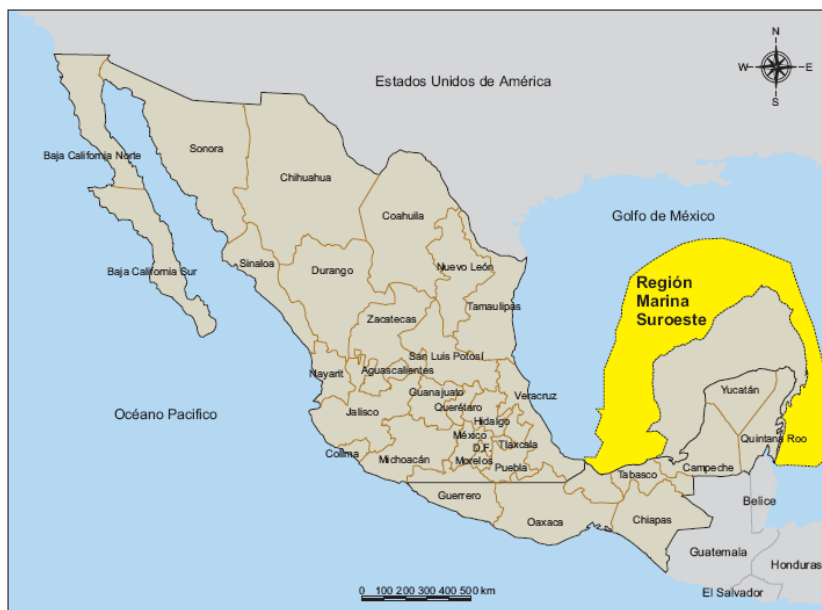 N
W E
S
Estados Unidos de América
Baja California Norte
Sonora
Chihuahua
Coahuila
Golfo de México
Baja California Sur
Sinaloa
Durango
Nuevo León
Tamaulipas
Región
Marina
Suroeste
Zacatecas
San Luis Potosí
Nayarit
Aguascalientes
Guanajuato
Veracruz
Yucatán
Océano Pacifico
Jalisco
Querétaro
Hidalgo
Quintana Roo
México
D.F.
Tlaxcala
Colima
Michoacán
Morelos
Puebla
Tabasco
Campeche
Guerrero
Oaxaca
Chiapas
Belice
Guatemala
Honduras
El Salvador
0 100 200 300 400 500 km